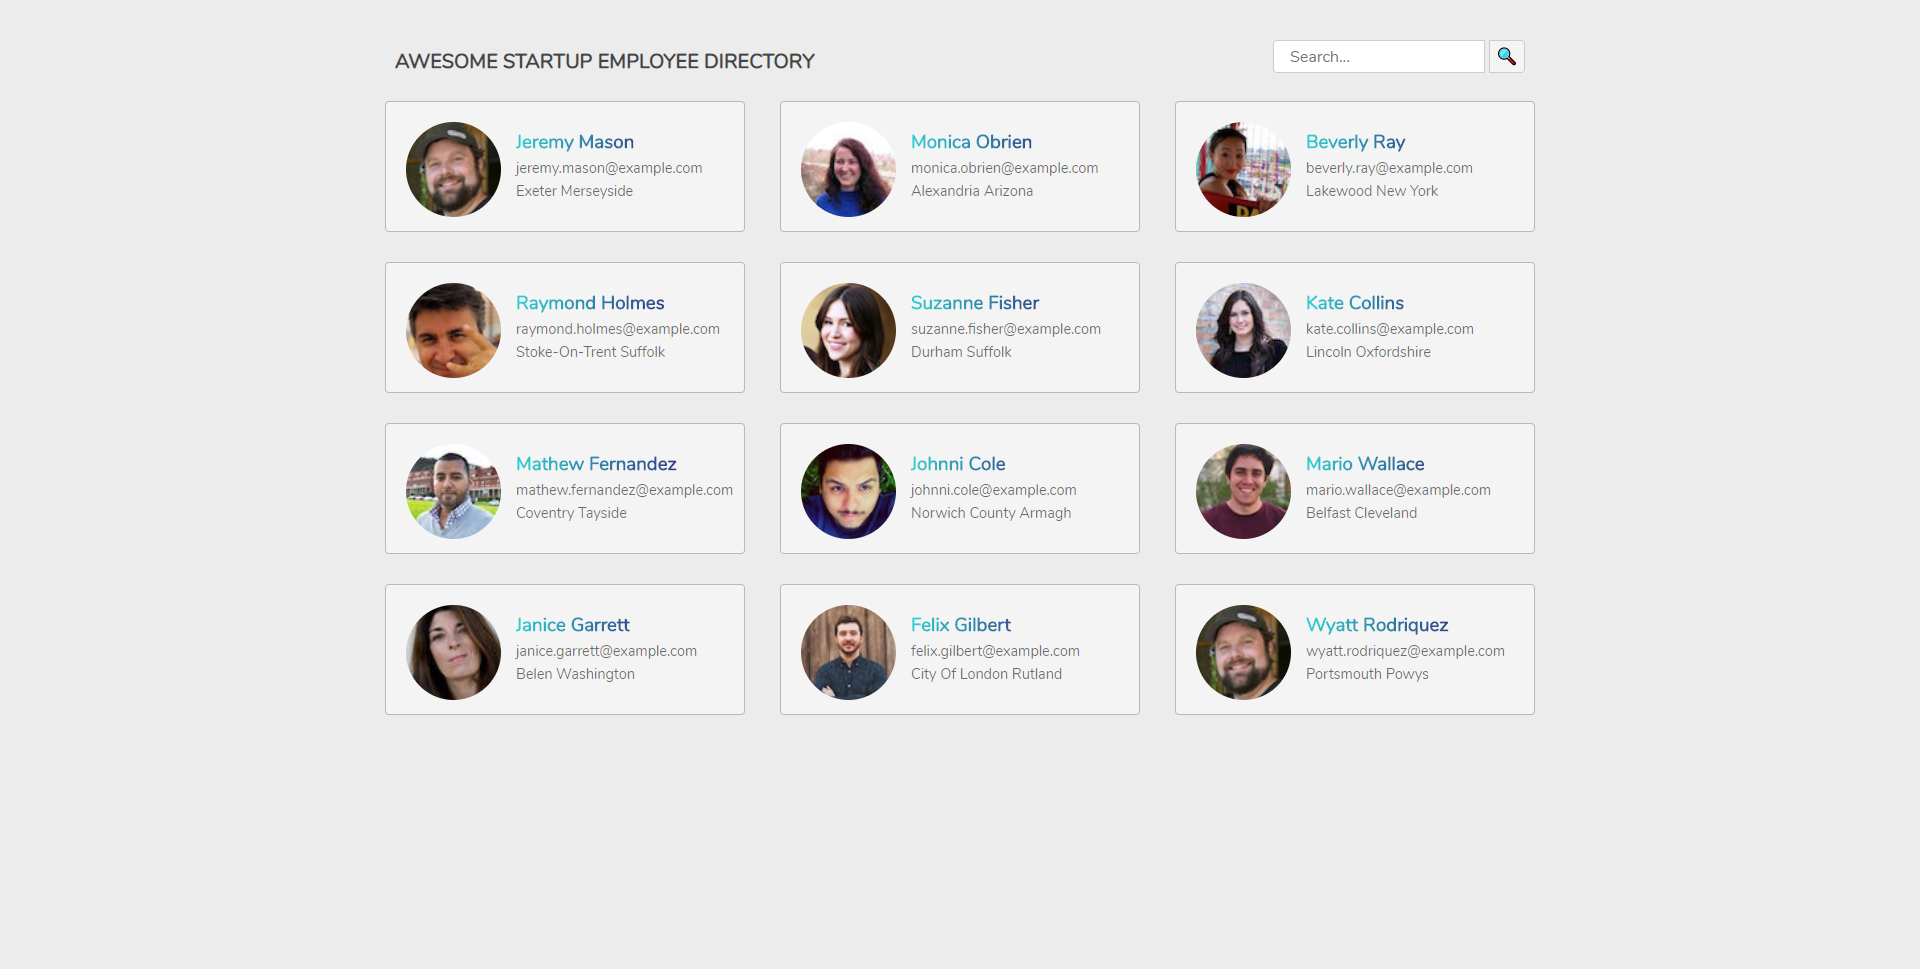 AWESOME STARTUP EMPLOYEE DIRECTORY
Search...
Jeremy Mason
jeremy.mason@example.com
Exeter Merseyside
Monica Obrien
monica.obrien@example.com
Alexandria Arizona
Beverly Ray
beverly.ray@example.com
Lakewood New York
Raymond Holmes
raymond.holmes@example.com
Stoke-On-Trent Suffolk
Suzanne Fisher
suzanne.fisher@example.com
Durham Suffolk
Kate Collins
kate.collins@example.com
Lincoln Oxfordshire
Mathew Fernandez
mathew.fernandez@example.com
Coventry Tayside
Johnni Cole
johnni.cole@example.com
Norwich County Armagh
Mario Wallace
mario.wallace@example.com
Belfast Cleveland
Janice Garrett
janice.garrett@example.com
Belen Washington
Felix Gilbert
felix.gilbert@example.com
City Of London Rutland
Wyatt Rodriquez
wyatt.rodriquez@example.com
Portsmouth Powys